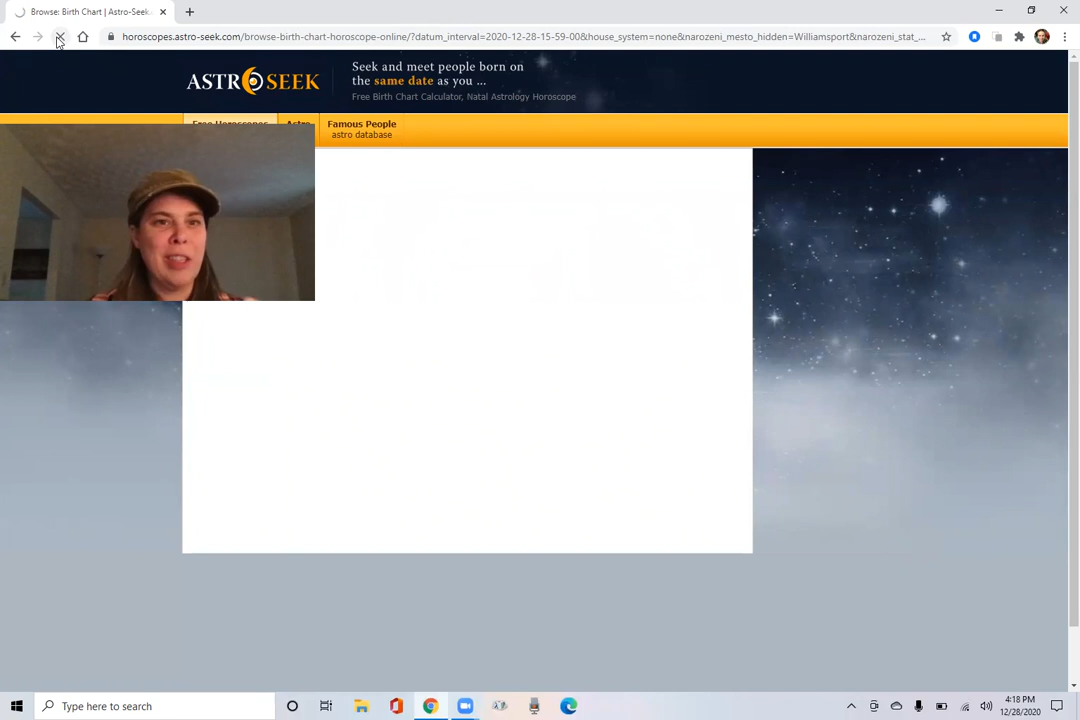 Browse: Birth Chart | Astro-Seek
horoscopes.astro-seek.com/browse-birth-chart-horoscope-online/?datum_interval=2020-12-28-15-59-00&house_system=none&narozeni_mesto_hidden=Williamsport&narozeni_stat_...
ASTRO SEEK
Seek and meet people born on
the same date as you ...
Free Birth Chart Calculator, Natal Astrology Horoscope
Free Horoscopes
Astro
Famous People
astro database
Type here to search
4:18 PM
12/28/2020